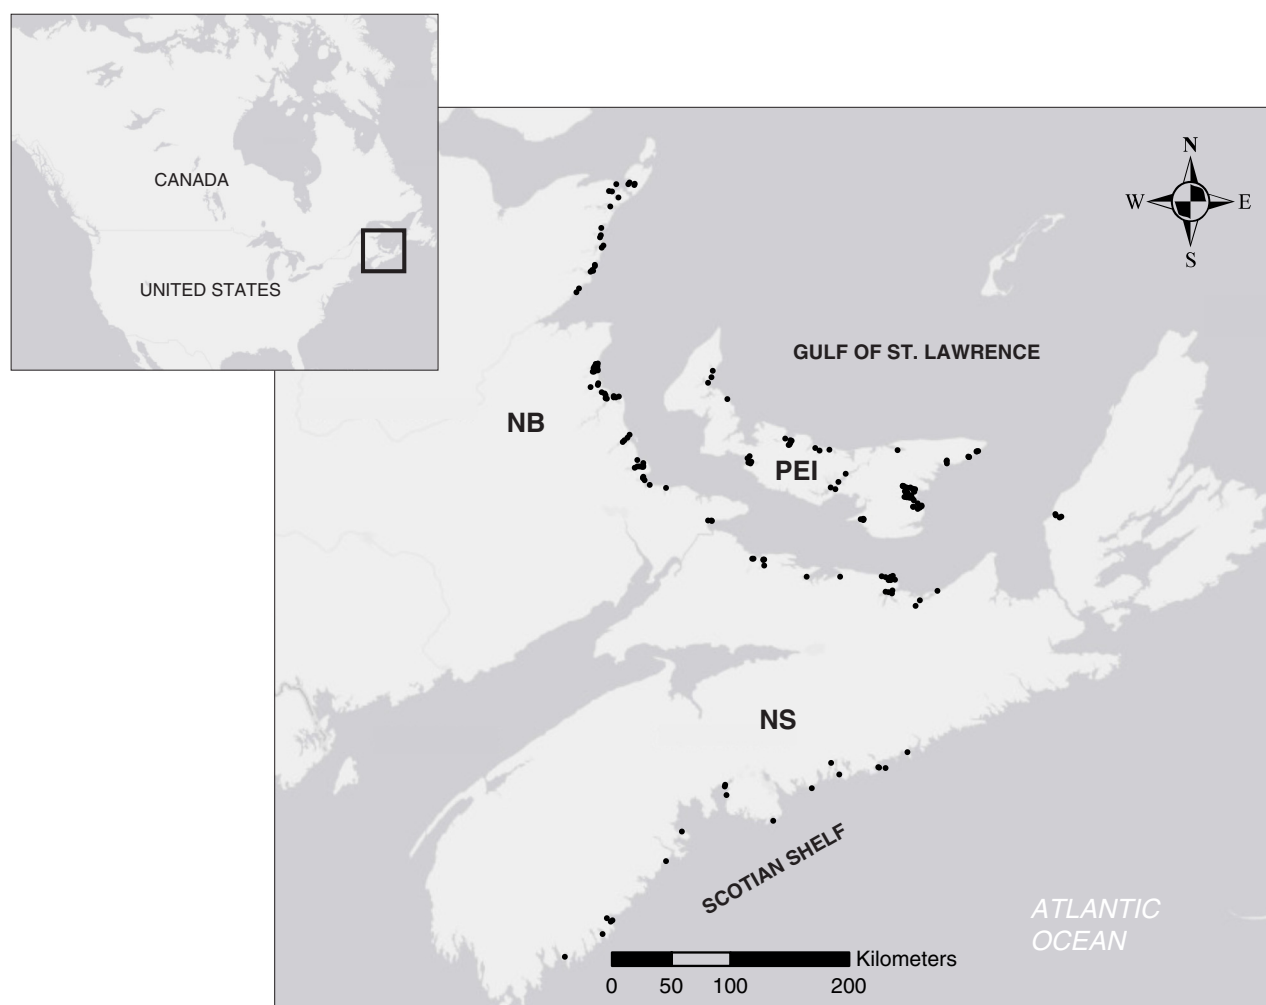 CANADA
UNITED STATES
N
W
E
S
GULF OF ST. LAWRENCE
NB
PEI
NS
SCOTIAN SHELF
ATLANTIC
OCEAN
Kilometers
0 50 100 200